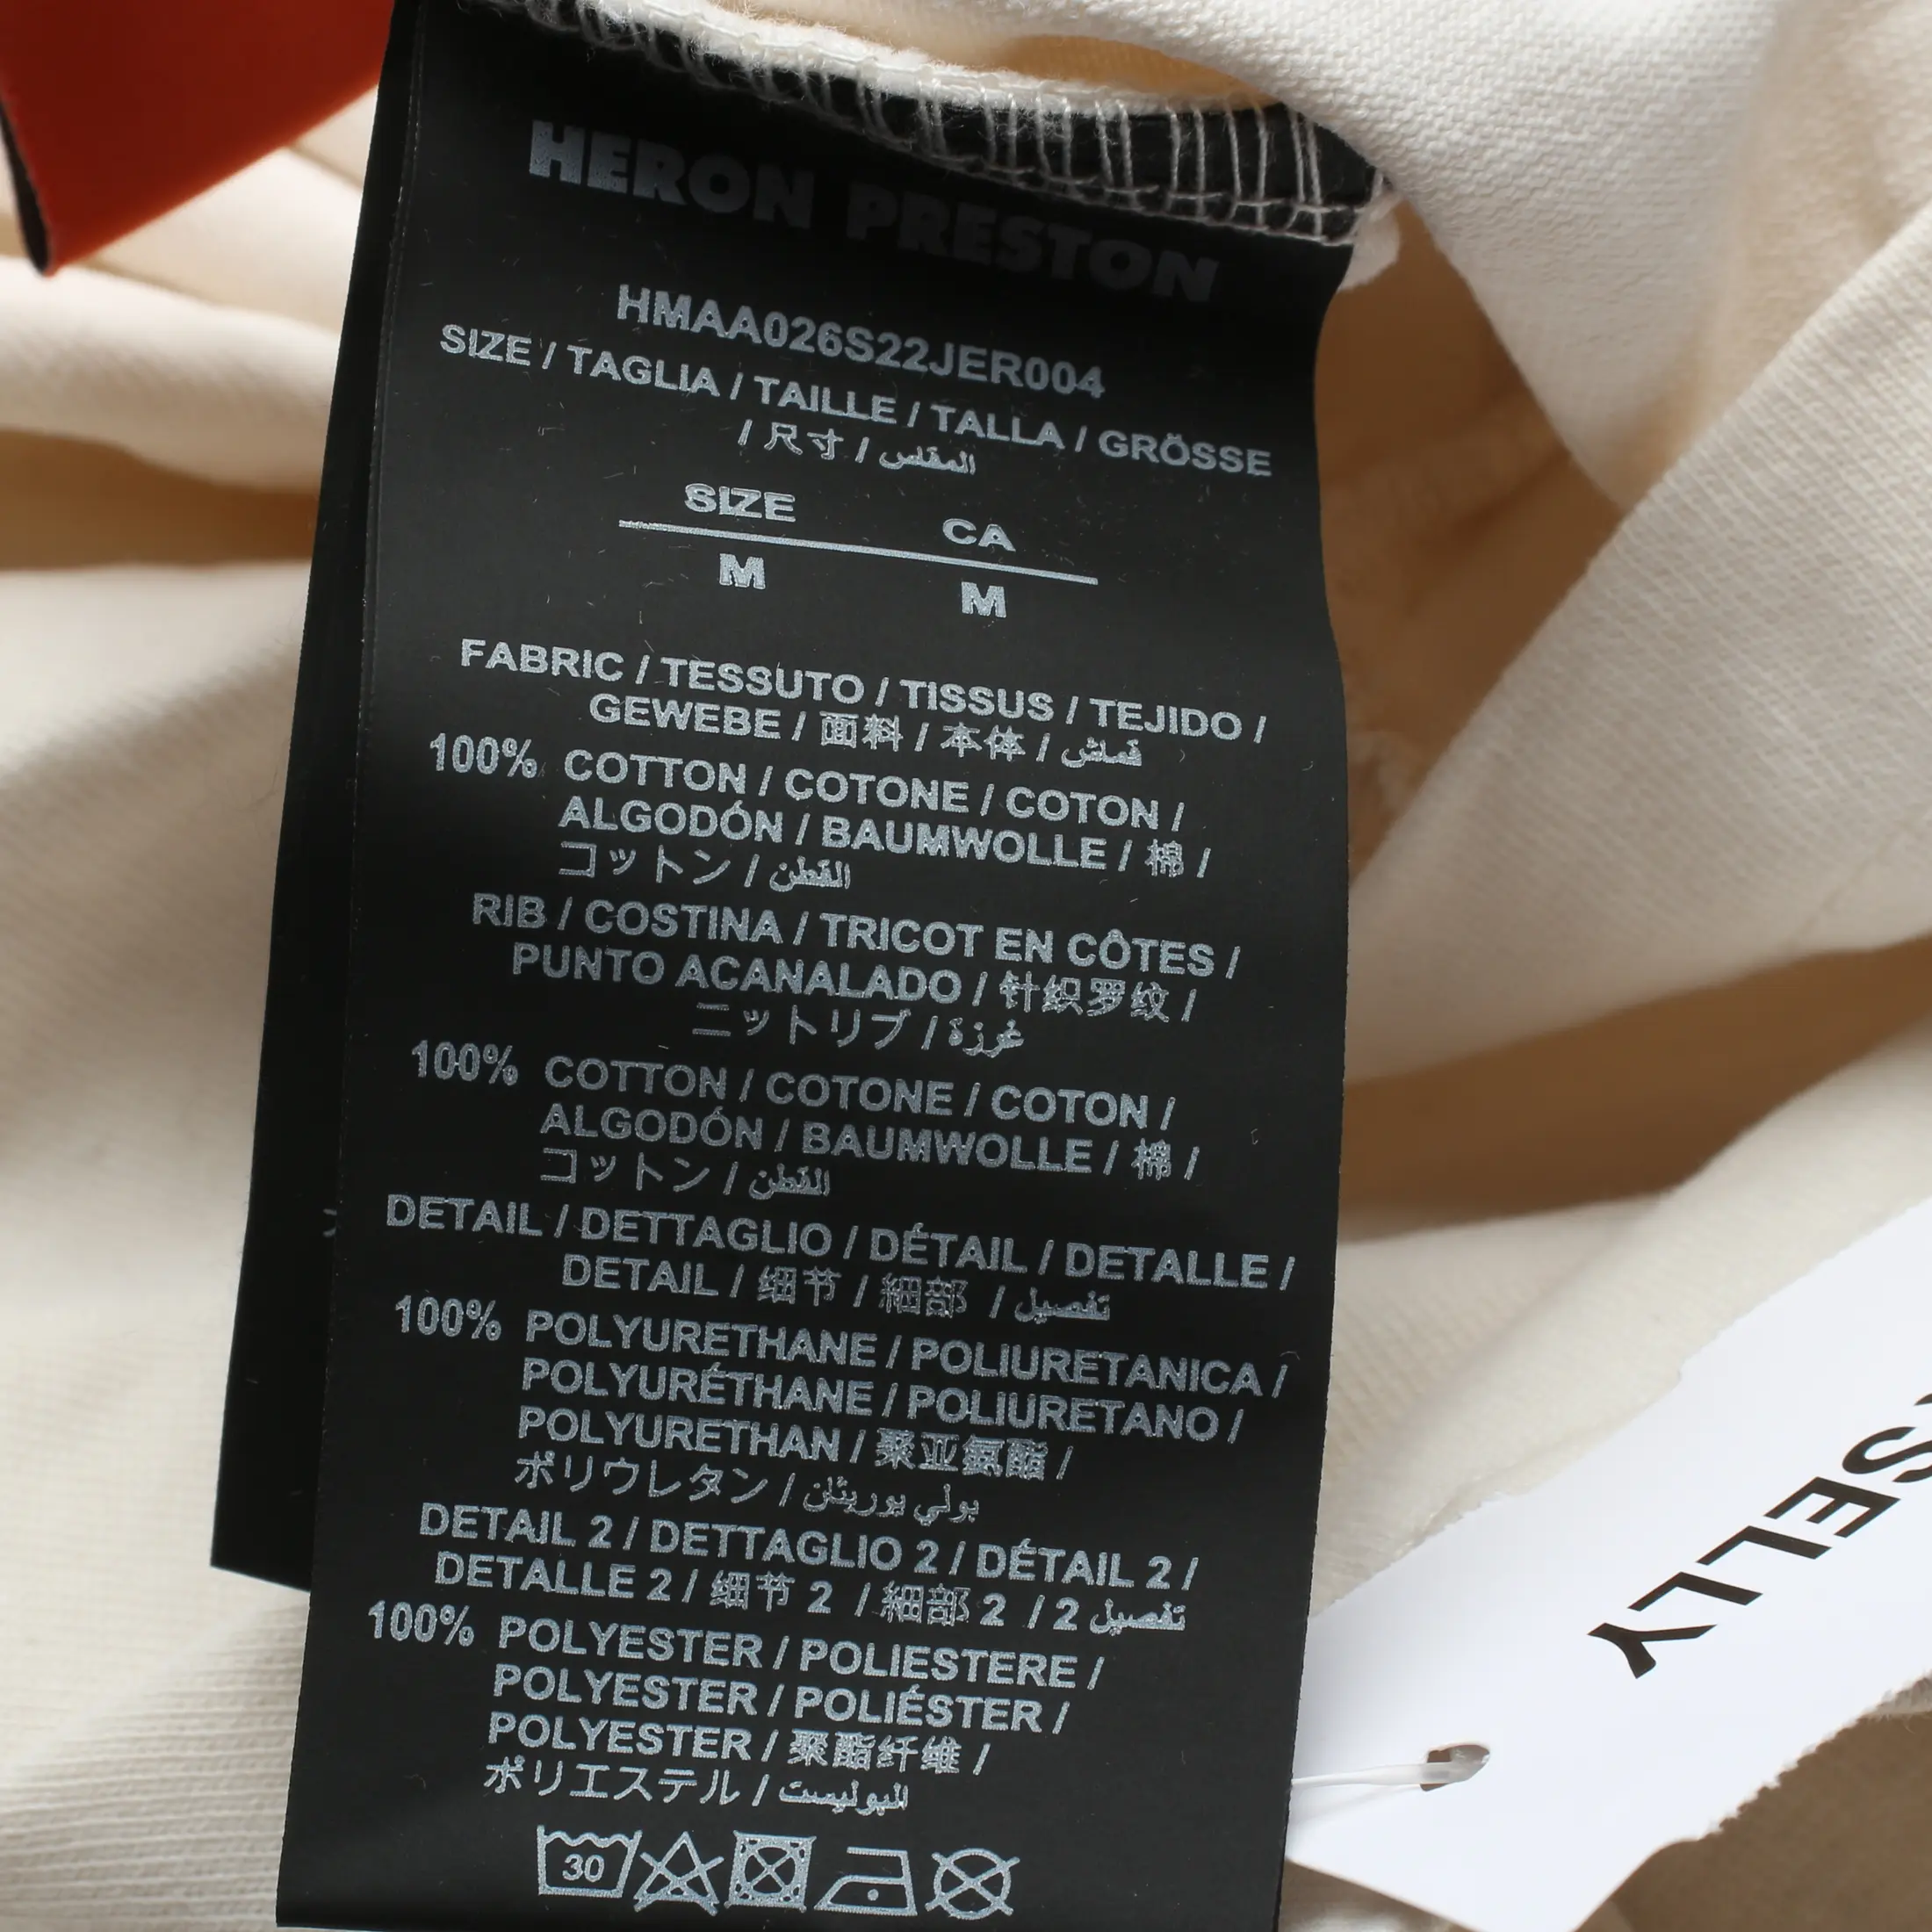 HERON PRESTON
HMAA026S22JER004
SIZE / TAGLIA / TAILLE / TALLA / GRÖSSE
/ 尺寸 / المقلس
SIZE CA
M M
FABRIC / TESSUTO / TISSUS / TEJIDO /
GEWEBE / 面料 / 本体 / قماش
100% COTTON / COTONE / COTON /
ALGODÓN / BAUMWOLLE / 棉 /
コットン / القطن
RIB / COSTINA / TRICOT EN CÔTES /
PUNTO ACANALADO / 针织罗纹 /
ニットリブ / غرزة
100% COTTON / COTONE / COTON /
ALGODÓN / BAUMWOLLE / 棉 /
コットン / القطن
DETAIL / DETTAGLIO / DÉTAIL / DETALLE /
DETAIL / 细节 / 細部 / تفصيل
100% POLYURETHANE / POLIURETANICA /
POLYURÉTHANE / POLIURETANO /
POLYURETHAN / 聚亚氨酯 /
ポリウレタン / بولي يوريثان
DETAIL 2 / DETTAGLIO 2 / DÉTAIL 2 /
DETALLE 2 / 细节 2 / 細部 2 / 2 تفصيل
100% POLYESTER / POLIESTERE /
POLYESTER / POLIÉSTER /
POLYESTER / 聚酯纤维 /
ポリエステル / البوليست
30
SELLY